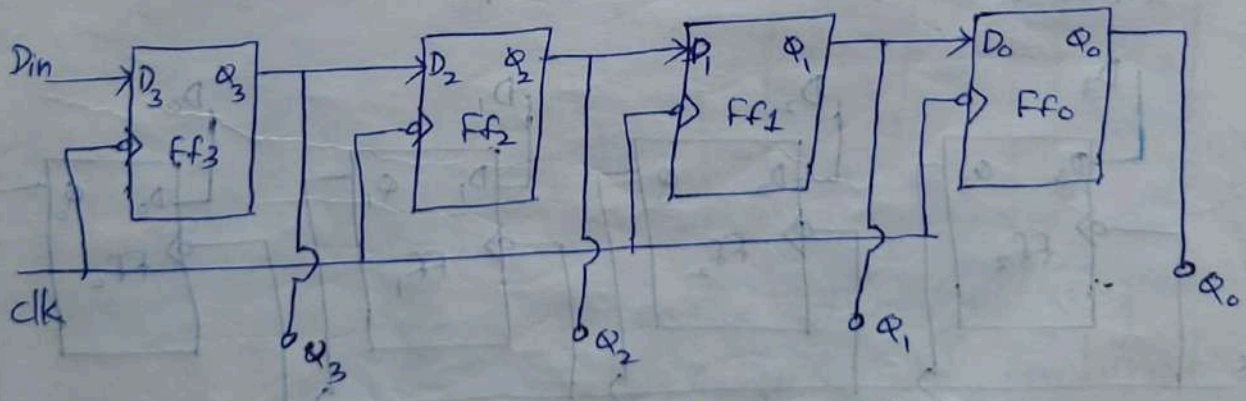 Din
D3 Q3
Ff3
D2 Q2
Ff2
D1 Q1
Ff1
D0 Q0
Ff0
Clk
Q3
Q2
Q1
Q0